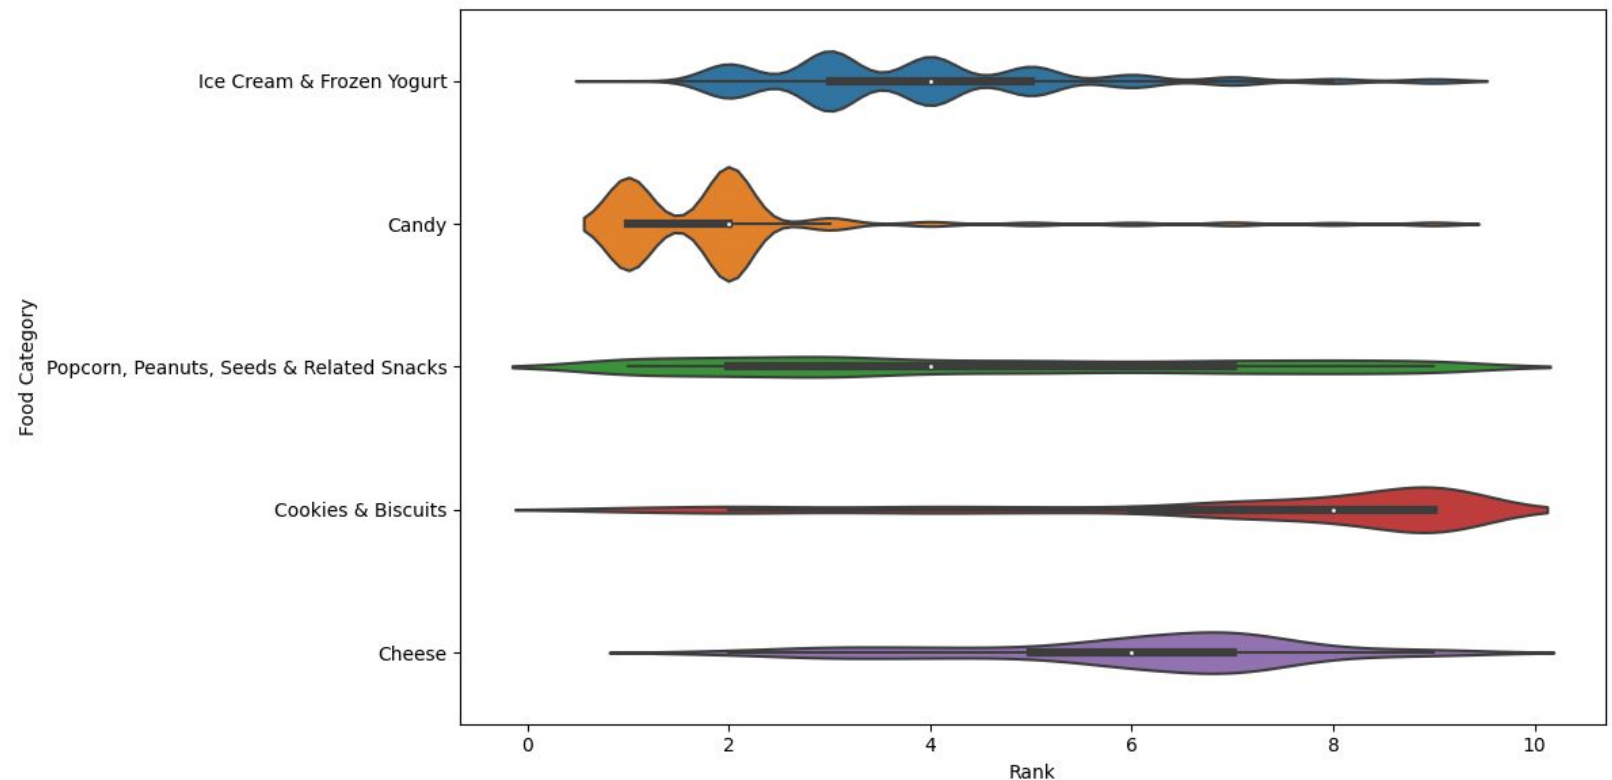 Food Category
Ice Cream & Frozen Yogurt
Candy
Popcorn, Peanuts, Seeds & Related Snacks
Cookies & Biscuits
Cheese
0 2 4 6 8 10
Rank